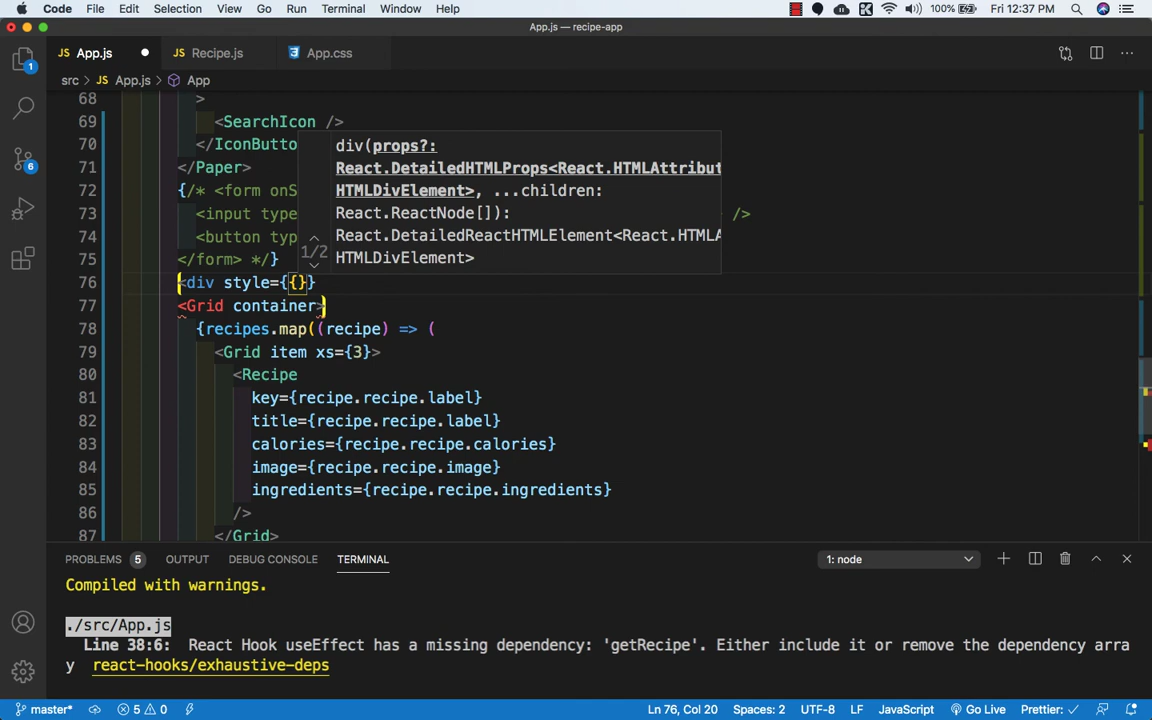 Code File Edit Selection View Go Run Terminal Window Help 100% Fri 12:37 PM
App.js — recipe-app
JS App.js JS Recipe.js App.css
src > JS App.js > App
68 >
69 <SearchIcon />
70 </IconButto
71 </Paper>
72 {/* <form onS
73 <input type />
74 <button typ
75 </form> */}
76 <div style={{}}
77 <Grid container>
78 {recipes.map((recipe) => (
79 <Grid item xs={3}>
80 <Recipe
81 key={recipe.recipe.label}
82 title={recipe.recipe.label}
83 calories={recipe.recipe.calories}
84 image={recipe.recipe.image}
85 ingredients={recipe.recipe.ingredients}
86 />
87 </Grid>
1/2
div(props?:
React.DetailedHTMLProps<React.HTMLAttribut
HTMLDivElement>, ...children:
React.ReactNode[]):
React.DetailedReactHTMLElement<React.HTMLA
HTMLDivElement>
1
6
PROBLEMS 5 OUTPUT DEBUG CONSOLE TERMINAL 1: node
Compiled with warnings.
./src/App.js
Line 38:6: React Hook useEffect has a missing dependency: 'getRecipe'. Either include it or remove the dependency arra
y react-hooks/exhaustive-deps
master* 5 0 Ln 76, Col 20 Spaces: 2 UTF-8 LF JavaScript Go Live Prettier: ✓